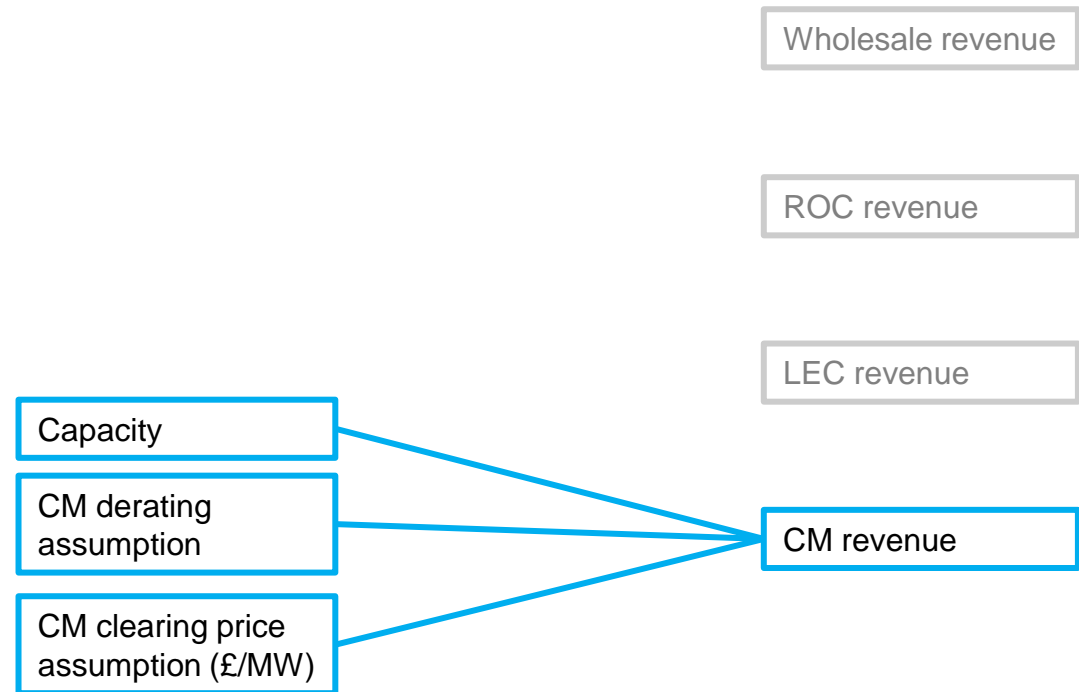 Wholesale revenue
ROC revenue
LEC revenue
Capacity
CM derating
assumption
CM revenue
CM clearing price
assumption (£/MW)